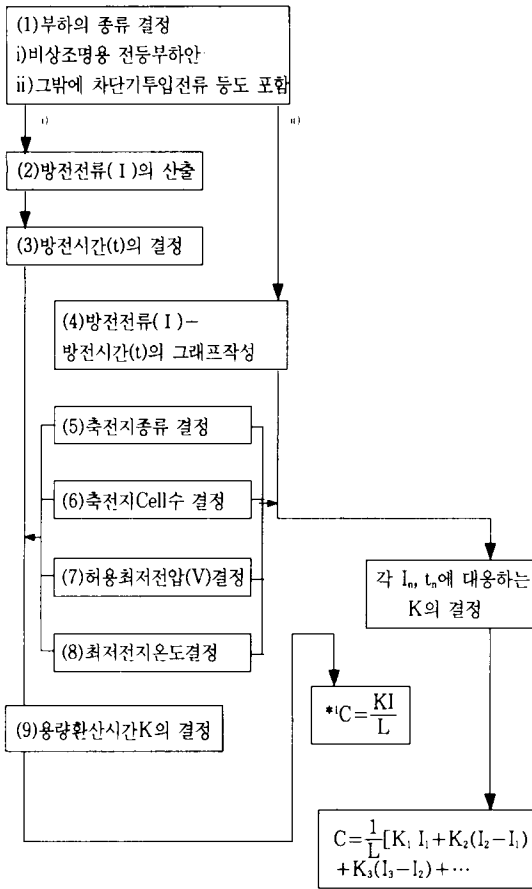 (1)부하의 종류 결정
i)비상조명용 전등부하안
ii)그밖에 차단기투입전류 등도 포함
i)
ii)
(2)방전전류( I )의 산출
(3)방전시간(t)의 결정
(4)방전전류( I )－
방전시간(t)의 그래프작성
(5)축전지종류 결정
(6)축전지Cell수 결정
(7)허용최저전압(V)결정
(8)최저전지온도결정
각 Iₙ, tₙ에 대응하는
K의 결정
(9)용량환산시간K의 결정
*¹C=KI/L
C=1/L[K₁ I₁+K₂(I₂−I₁)
+K₃(I₃−I₂)+⋯